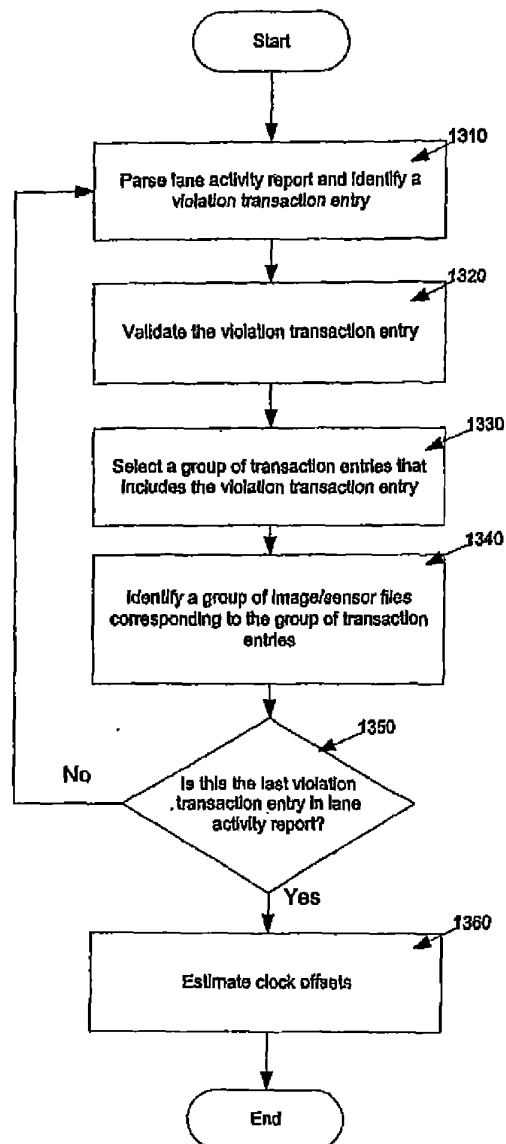 Start
1310
Parse lane activity report and identify a
violation transaction entry
1320
Validate the violation transaction entry
1330
Select a group of transaction entries that
includes the violation transaction entry
1340
Identify a group of image/sensor files
corresponding to the group of transaction
entries
1350
Is this the last violation
transaction entry in lane
activity report?
No
Yes
1360
Estimate clock offsets
End